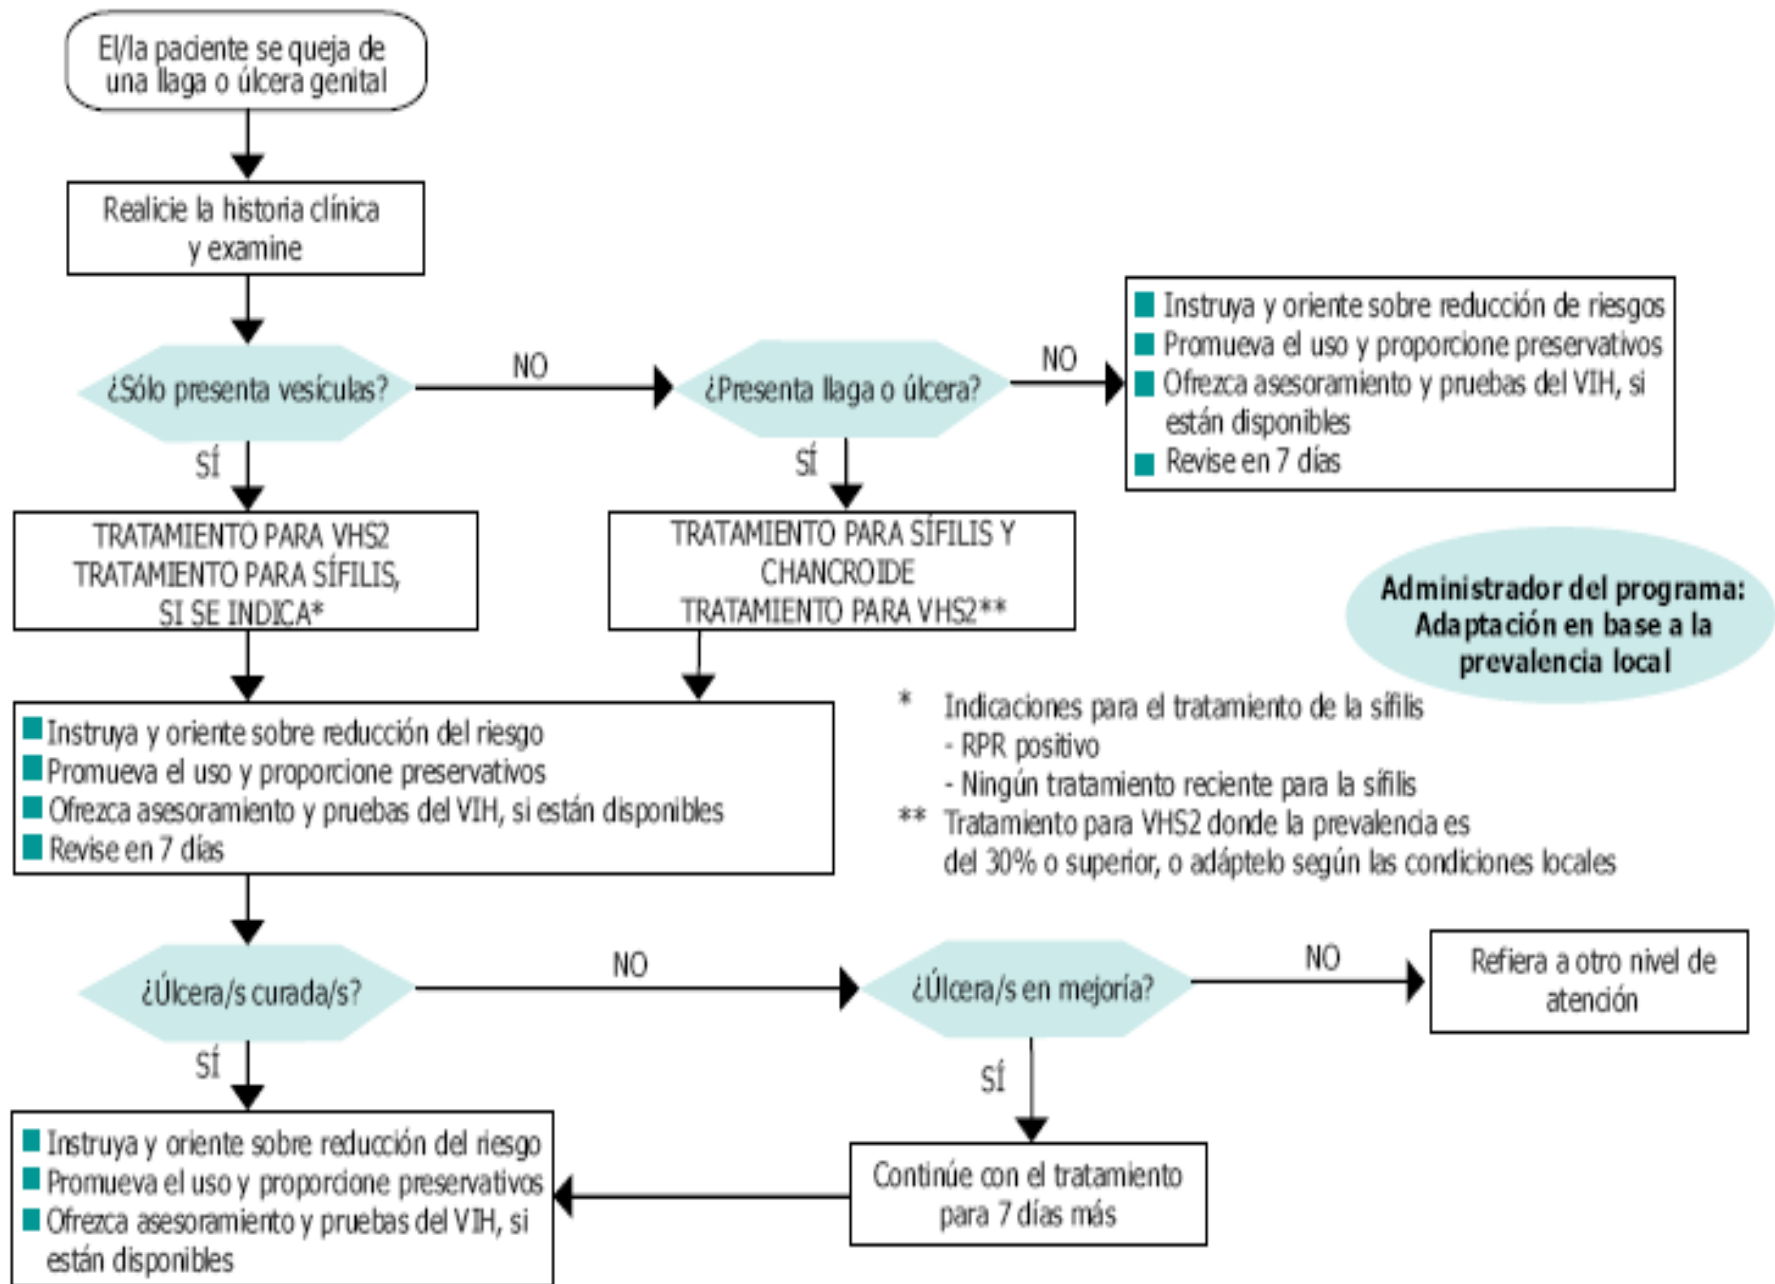 El/la paciente se queja de
una llaga o úlcera genital
Realicie la historia clínica
y examine
¿Sólo presenta vesículas?
NO
¿Presenta llaga o úlcera?
NO
Instruya y oriente sobre reducción de riesgos
Promueva el uso y proporcione preservativos
Ofrezca asesoramiento y pruebas del VIH, si
están disponibles
Revise en 7 días
SÍ
SÍ
TRATAMIENTO PARA VHS2
TRATAMIENTO PARA SÍFILIS,
SI SE INDICA*
TRATAMIENTO PARA SÍFILIS Y
CHANCROIDE
TRATAMIENTO PARA VHS2**
Administrador del programa:
Adaptación en base a la
prevalencia local
Instruya y oriente sobre reducción del riesgo
Promueva el uso y proporcione preservativos
Ofrezca asesoramiento y pruebas del VIH, si están disponibles
Revise en 7 días
* Indicaciones para el tratamiento de la sífilis
- RPR positivo
- Ningún tratamiento reciente para la sífilis
** Tratamiento para VHS2 donde la prevalencia es
del 30% o superior, o adáptelo según las condiciones locales
¿Úlcera/s curada/s?
NO
¿Úlcera/s en mejoría?
NO
Refiera a otro nivel de
atención
SÍ
SÍ
Instruya y oriente sobre reducción del riesgo
Promueva el uso y proporcione preservativos
Ofrezca asesoramiento y pruebas del VIH, si
están disponibles
Continúe con el tratamiento
para 7 días más